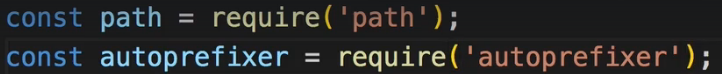 const path = require('path');
const autoprefixer = require('autoprefixer');